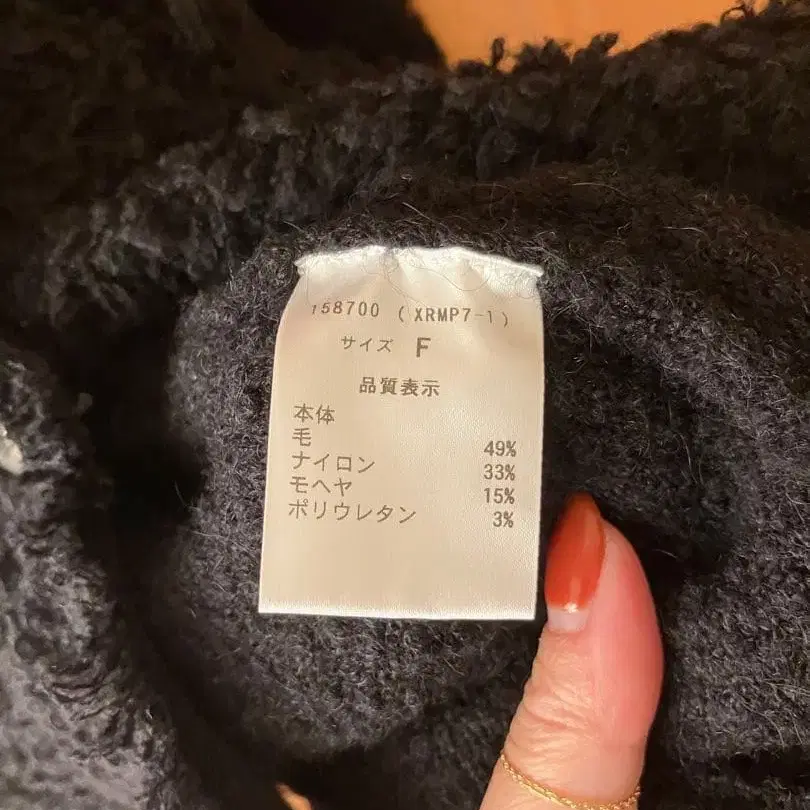 158700 (XRMP7-1)
サイズ F
品質表示
本体
毛 49%
ナイロン 33%
モヘヤ 15%
ポリウレタン 3%